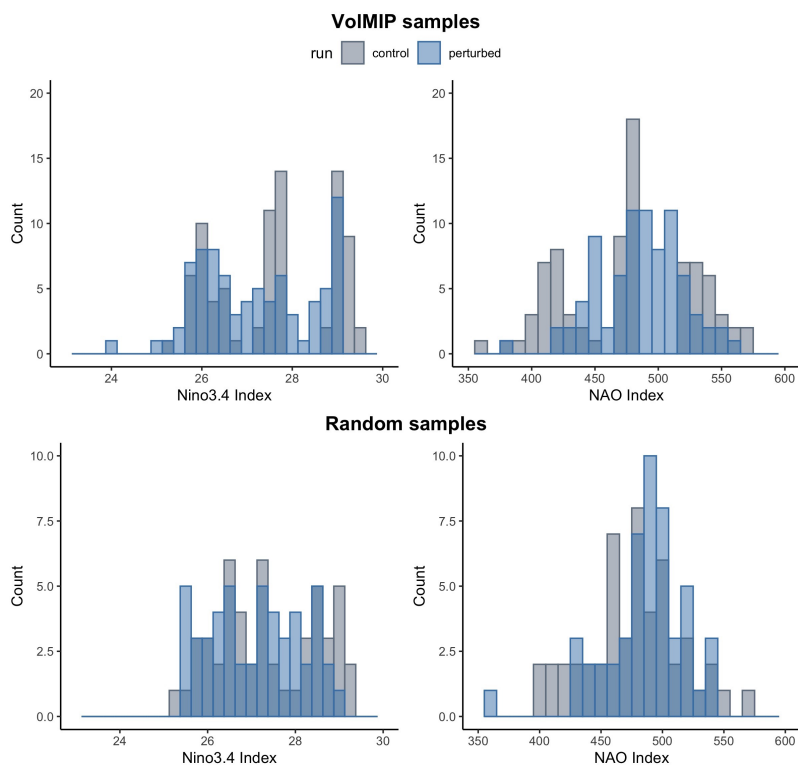 VolMIP samples
run control perturbed
20
15
10
5
0
Count
24 26 28 30
Nino3.4 Index
20
15
10
5
0
Count
350 400 450 500 550 600
NAO Index
Random samples
10.0
7.5
5.0
2.5
0.0
Count
24 26 28 30
Nino3.4 Index
10.0
7.5
5.0
2.5
0.0
Count
350 400 450 500 550 600
NAO Index